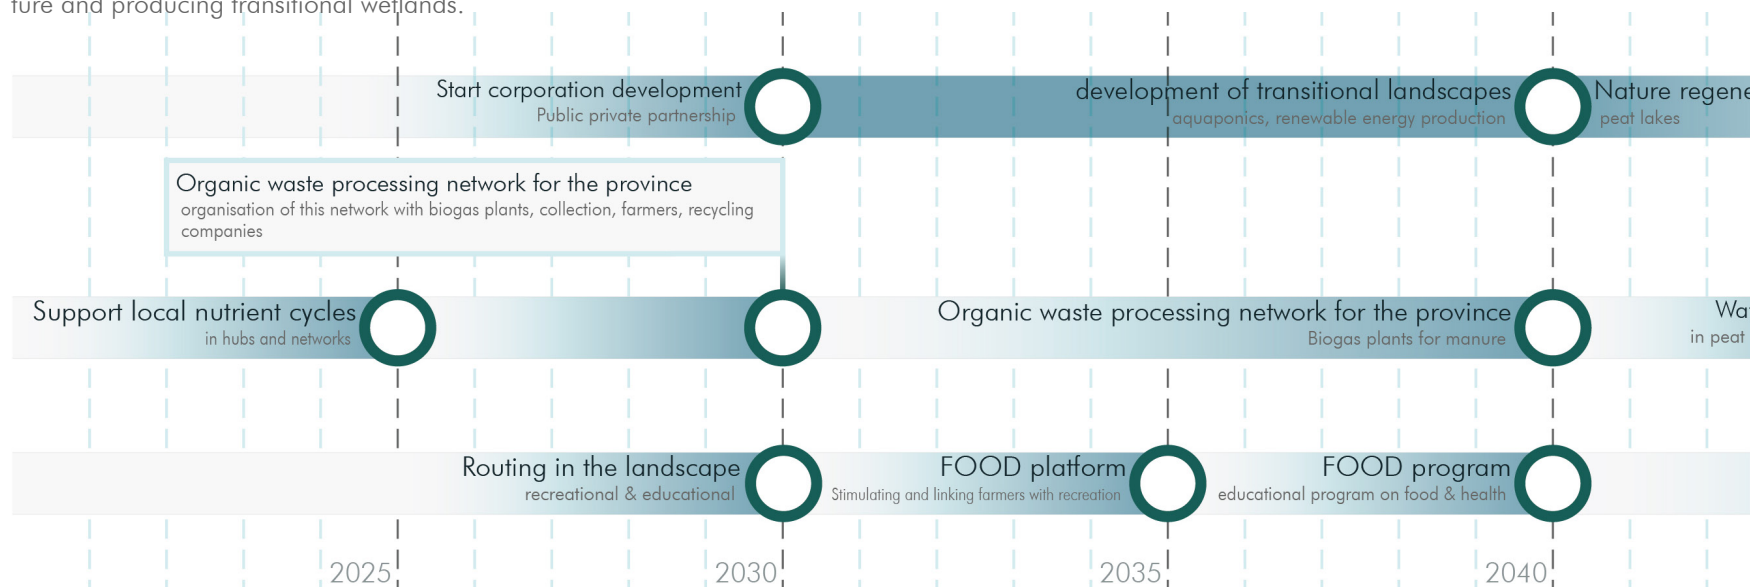 ture and producing transitional wetlands.
Start corporation development
Public private partnership
development of transitional landscapes
aquaponics, renewable energy production
Nature regene
peat lakes
Organic waste processing network for the province
organisation of this network with biogas plants, collection, farmers, recycling
companies
Support local nutrient cycles
in hubs and networks
Organic waste processing network for the province
Biogas plants for manure
Wa
in peat
Routing in the landscape
recreational & educational
FOOD platform
Stimulating and linking farmers with recreation
FOOD program
educational program on food & health
2025
2030
2035
2040